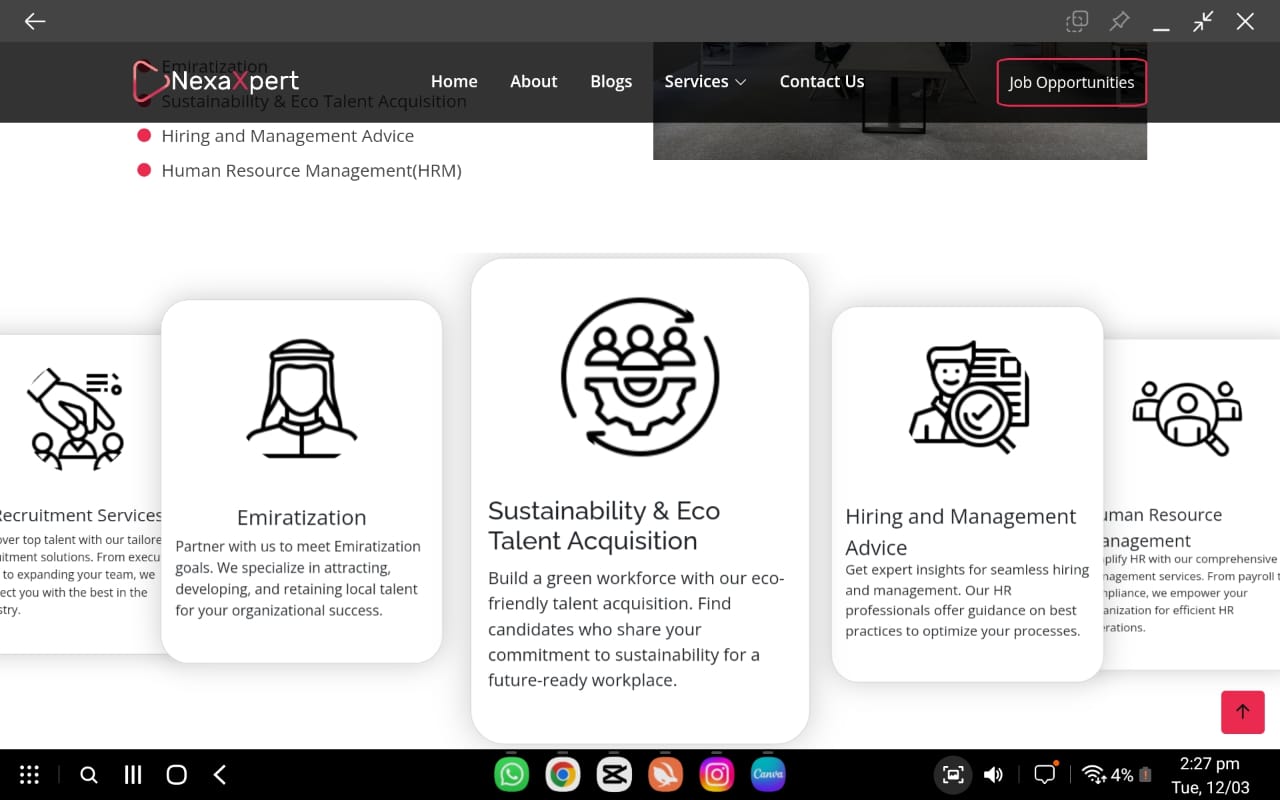 Emiratization
NexaXpert
Home
About
Blogs
Services
Contact Us
Job Opportunities
Sustainability & Eco Talent Acquisition
Hiring and Management Advice
Human Resource Management(HRM)
Recruitment Services
over top talent with our tailore
uitment solutions. From execu
to expanding your team, we
ect you with the best in the
stry.
Emiratization
Partner with us to meet Emiratization
goals. We specialize in attracting,
developing, and retaining local talent
for your organizational success.
Sustainability & Eco
Talent Acquisition
Build a green workforce with our eco-
friendly talent acquisition. Find
candidates who share your
commitment to sustainability for a
future-ready workplace.
Hiring and Management
Advice
Get expert insights for seamless hiring
and management. Our HR
professionals offer guidance on best
practices to optimize your processes.
uman Resource
anagement
plify HR with our comprehensive
nagement services. From payroll t
mpliance, we empower your
anization for efficient HR
erations.
Canva
4%
2:27 pm
Tue, 12/03